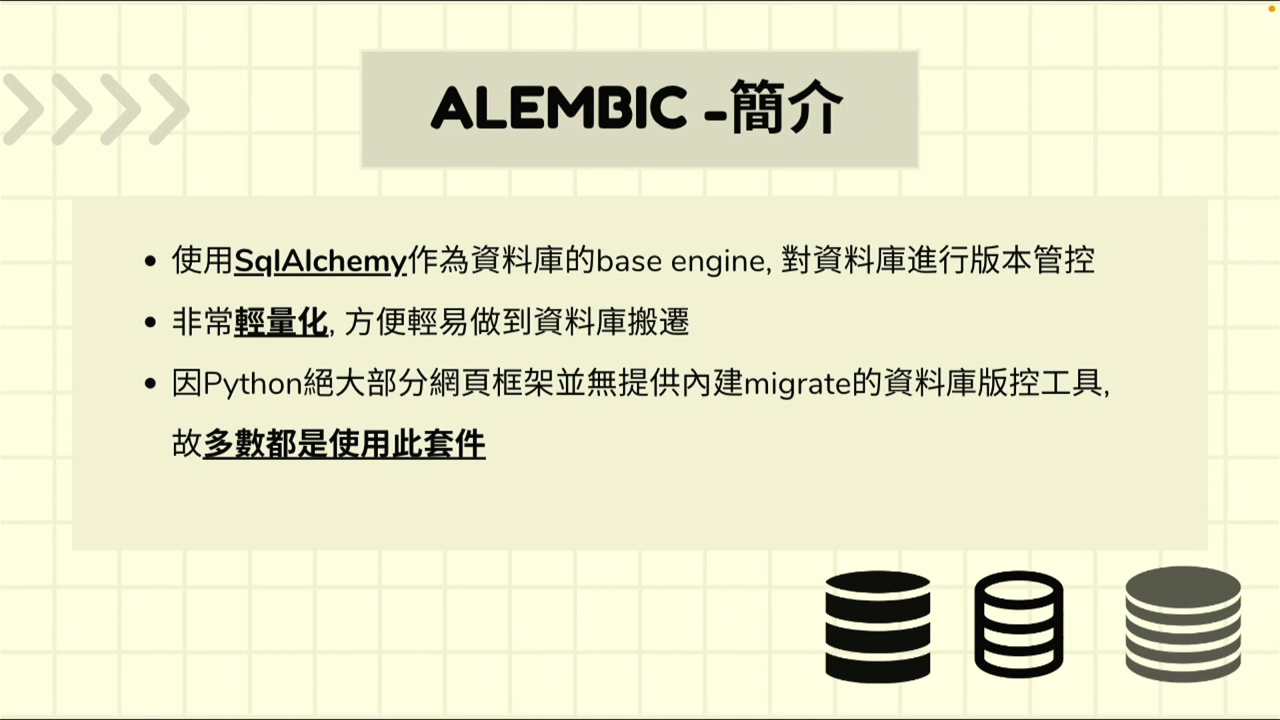 ALEMBIC -簡介
• 使用SqlAlchemy作為資料庫的base engine, 對資料庫進行版本管控
• 非常輕量化, 方便輕易做到資料庫搬遷
• 因Python絕大部分網頁框架並無提供內建migrate的資料庫版控工具,
故多數都是使用此套件